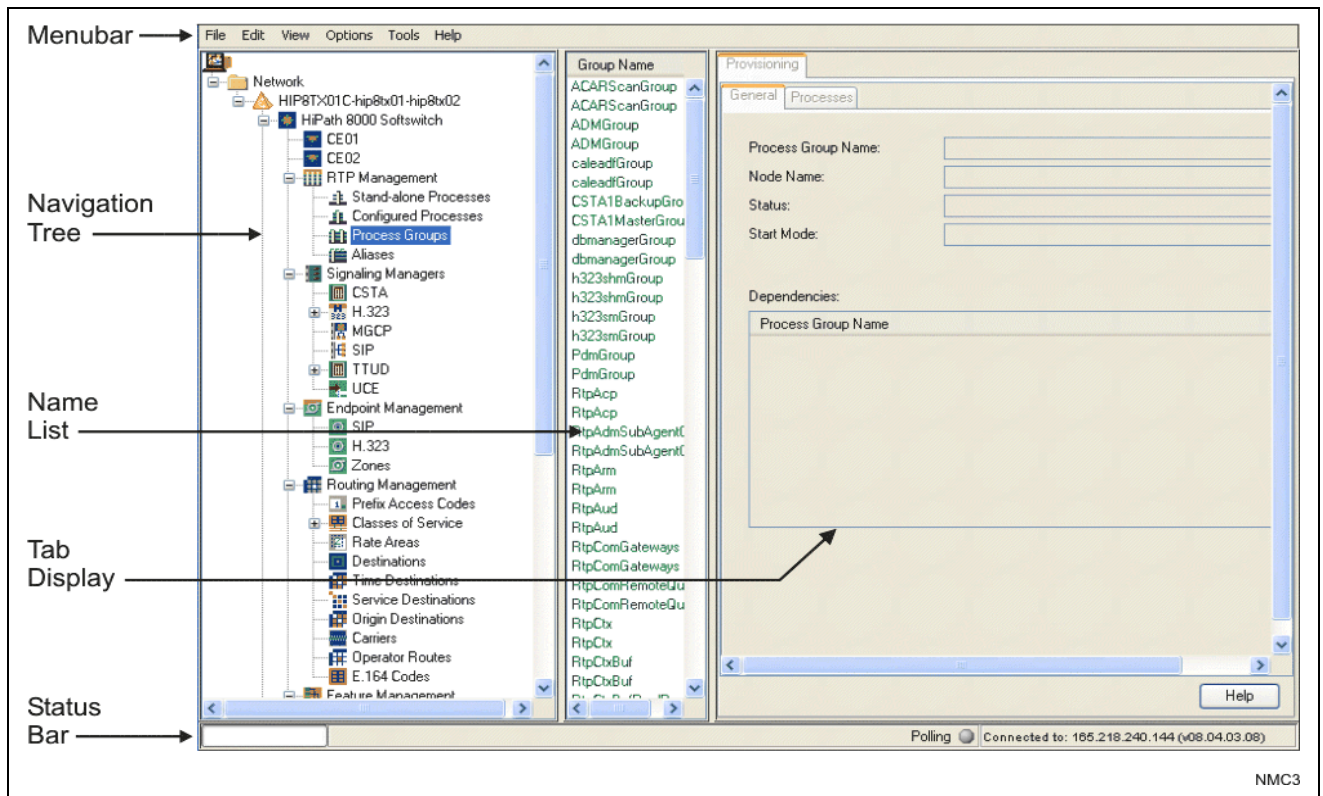 Menubar
File Edit View Options Tools Help
Navigation
Tree
Name
List
Tab
Display
Status
Bar
Network
HIP8TX01C-hip8tx01-hip8tx02
HiPath 8000 Softswitch
CE01
CE02
RTP Management
Stand-alone Processes
Configured Processes
Process Groups
Aliases
Signaling Managers
CSTA
H.323
MGCP
SIP
TTUD
UCE
Endpoint Management
SIP
H.323
Zones
Routing Management
Prefix Access Codes
Classes of Service
Rate Areas
Destinations
Time Destinations
Service Destinations
Origin Destinations
Carriers
Operator Routes
E.164 Codes
Feature Management
Group Name
ACARScanGroup
ACARScanGroup
ADMGroup
ADMGroup
caleadfGroup
caleadfGroup
CSTA1BackupGro
CSTA1MasterGrou
dbmanagerGroup
dbmanagerGroup
h323shmGroup
h323shmGroup
h323smGroup
h323smGroup
PdmGroup
PdmGroup
RtpAcp
RtpAcp
RtpAdmSubAgent
RtpAdmSubAgent
RtpArm
RtpArm
RtpAud
RtpAud
RtpComGateways
RtpComGateways
RtpComRemoteQu
RtpComRemoteQu
RtpCtx
RtpCtx
RtpCtxBuf
RtpCtxBuf
Provisioning
General Processes
Process Group Name:
Node Name:
Status:
Start Mode:
Dependencies:
Process Group Name
Help
Polling Connected to: 165.218.240.144 (v08.04.03.08)
NMC3